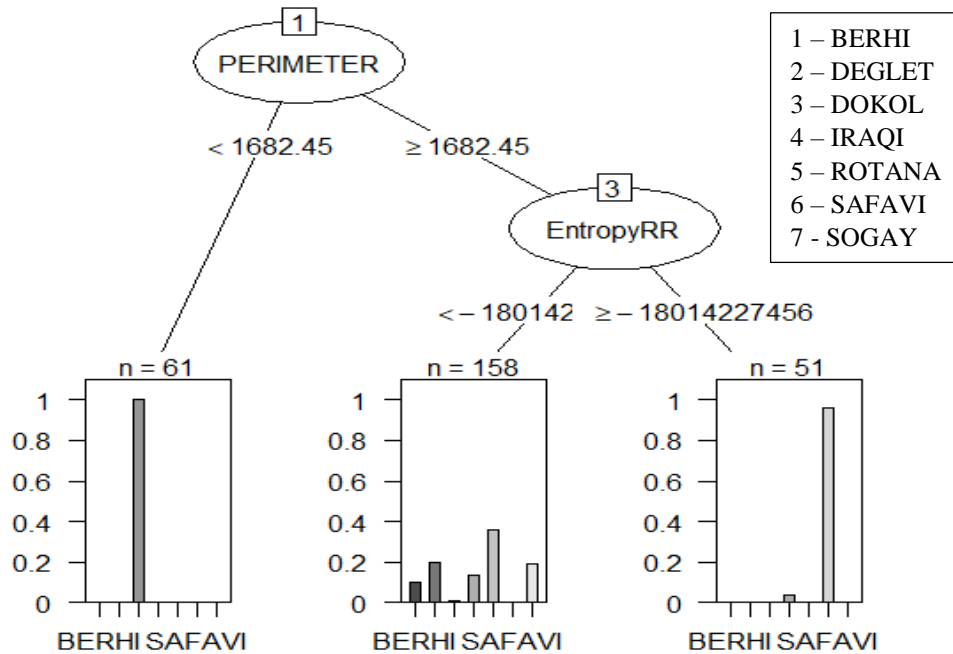 1
PERIMETER
< 1682.45
≥ 1682.45
3
EntropyRR
<− 180142
≥− 18014227456
n = 61
1
0.8
0.6
0.4
0.2
0
BERHI SAFAVI
n = 158
1
0.8
0.6
0.4
0.2
0
BERHI SAFAVI
n = 51
1
0.8
0.6
0.4
0.2
0
BERHI SAFAVI
1 – BERHI
2 – DEGLET
3 – DOKOL
4 – IRAQI
5 – ROTANA
6 – SAFAVI
7 - SOGAY